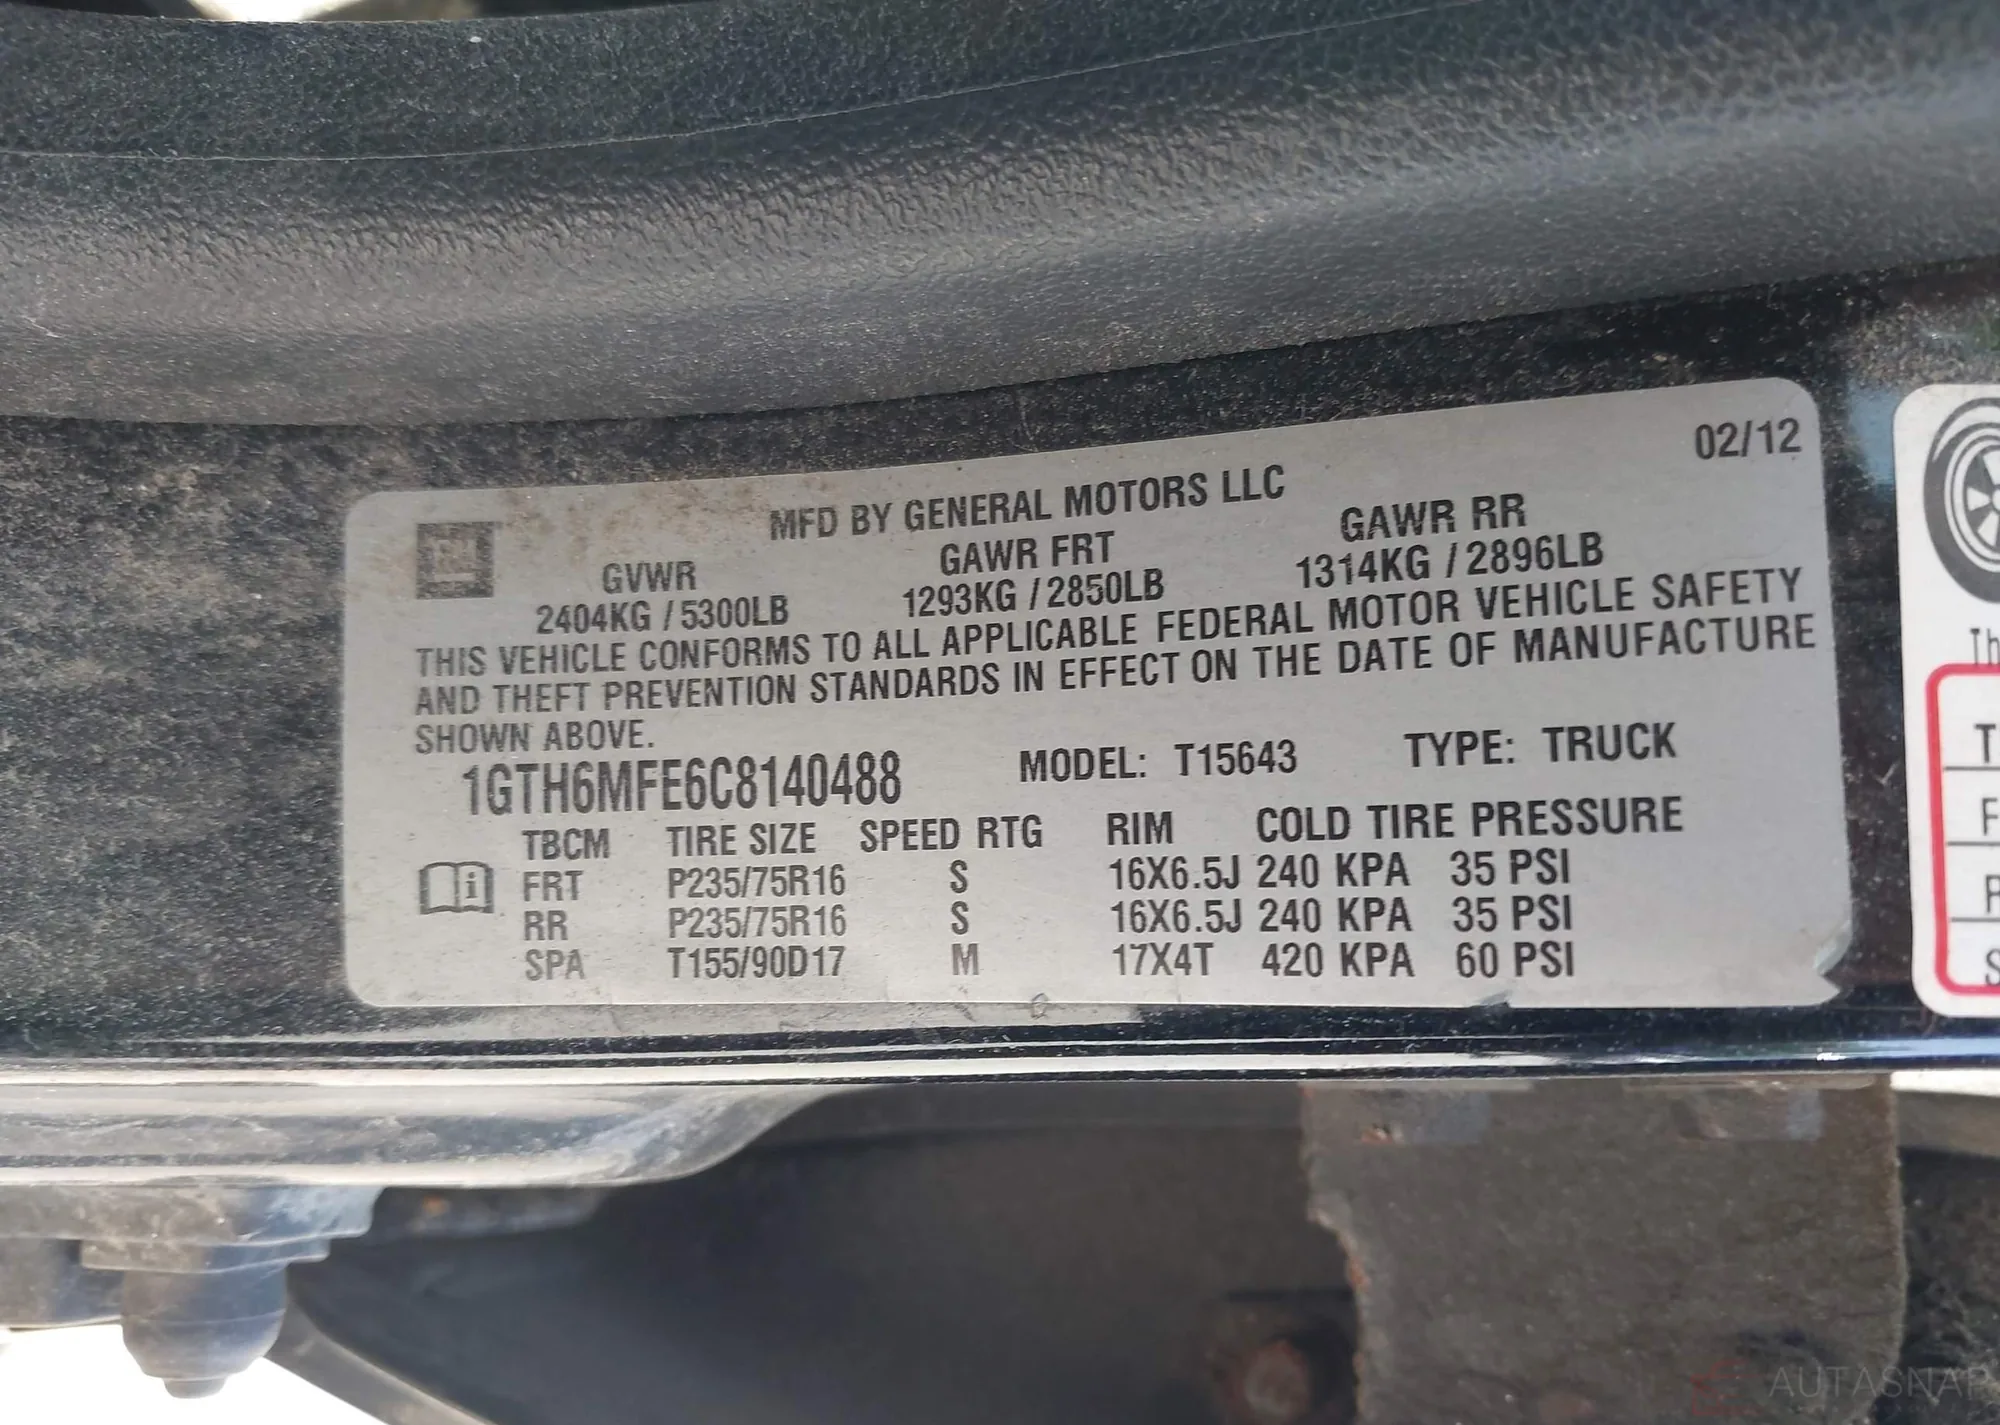 02/12
MFD BY GENERAL MOTORS LLC
GM
GVWR GAWR FRT GAWR RR
2404KG / 5300LB 1293KG / 2850LB 1314KG / 2896LB
THIS VEHICLE CONFORMS TO ALL APPLICABLE FEDERAL MOTOR VEHICLE SAFETY
AND THEFT PREVENTION STANDARDS IN EFFECT ON THE DATE OF MANUFACTURE
SHOWN ABOVE.
1GTH6MFE6C8140488 MODEL: T15643 TYPE: TRUCK
TBCM TIRE SIZE SPEED RTG RIM COLD TIRE PRESSURE
FRT P235/75R16 S 16X6.5J 240 KPA 35 PSI
RR P235/75R16 S 16X6.5J 240 KPA 35 PSI
SPA T155/90D17 M 17X4T 420 KPA 60 PSI
Th
T
F
S
AUTASNAP